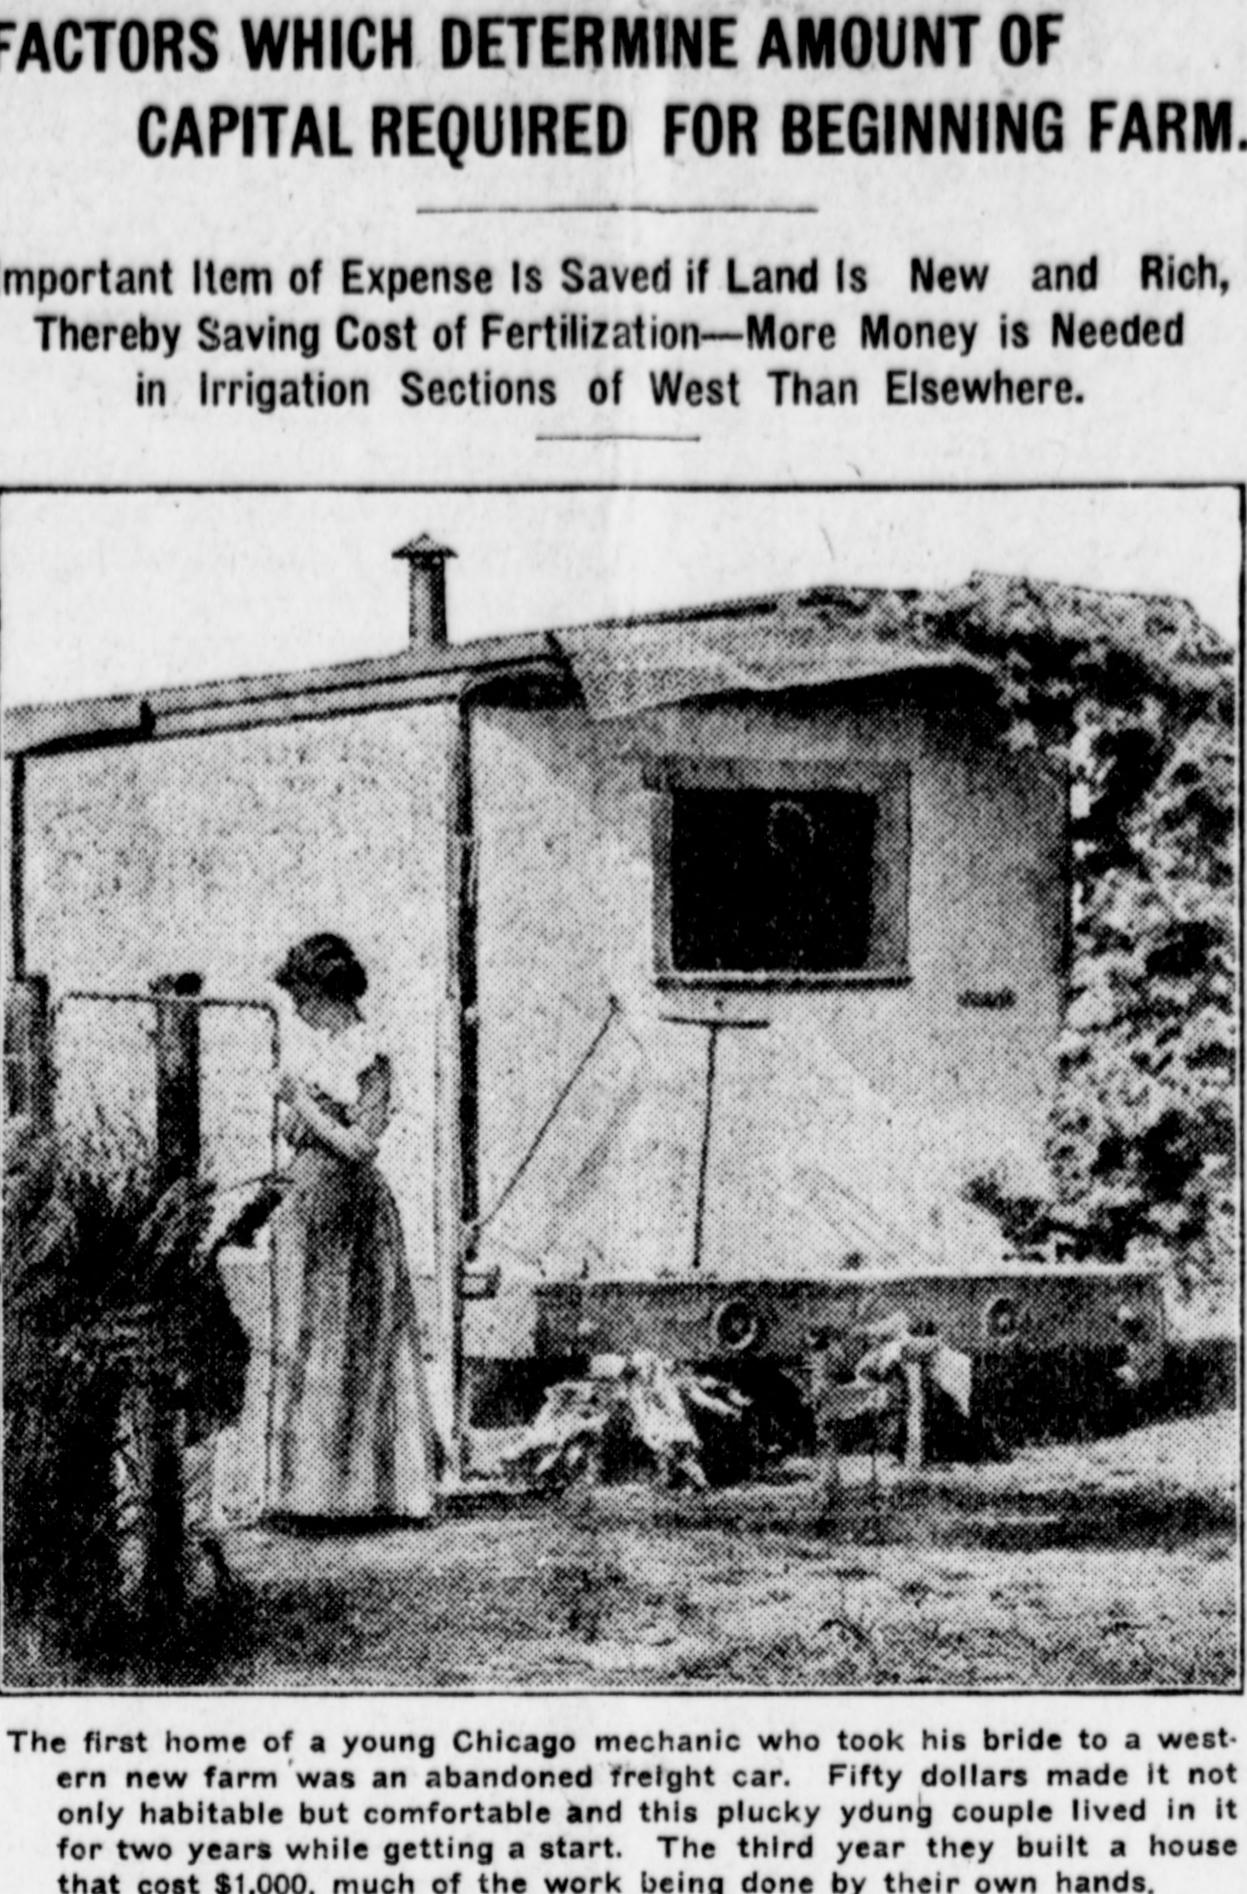 FACTORS WHICH DETERMINE AMOUNT OF
CAPITAL REQUIRED FOR BEGINNING FARM.
Important Item of Expense Is Saved if Land Is New and Rich,
Thereby Saving Cost of Fertilization—More Money is Needed
in Irrigation Sections of West Than Elsewhere.
The first home of a young Chicago mechanic who took his bride to a west-
ern new farm was an abandoned freight car. Fifty dollars made it not
only habitable but comfortable and this plucky young couple lived in it
for two years while getting a start. The third year they built a house
that cost $1,000, much of the work being done by their own hands.